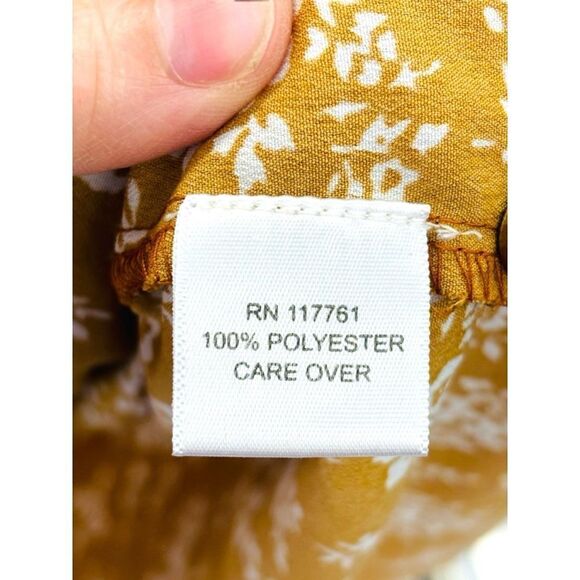 RN 117761
100% POLYESTER
CARE OVER